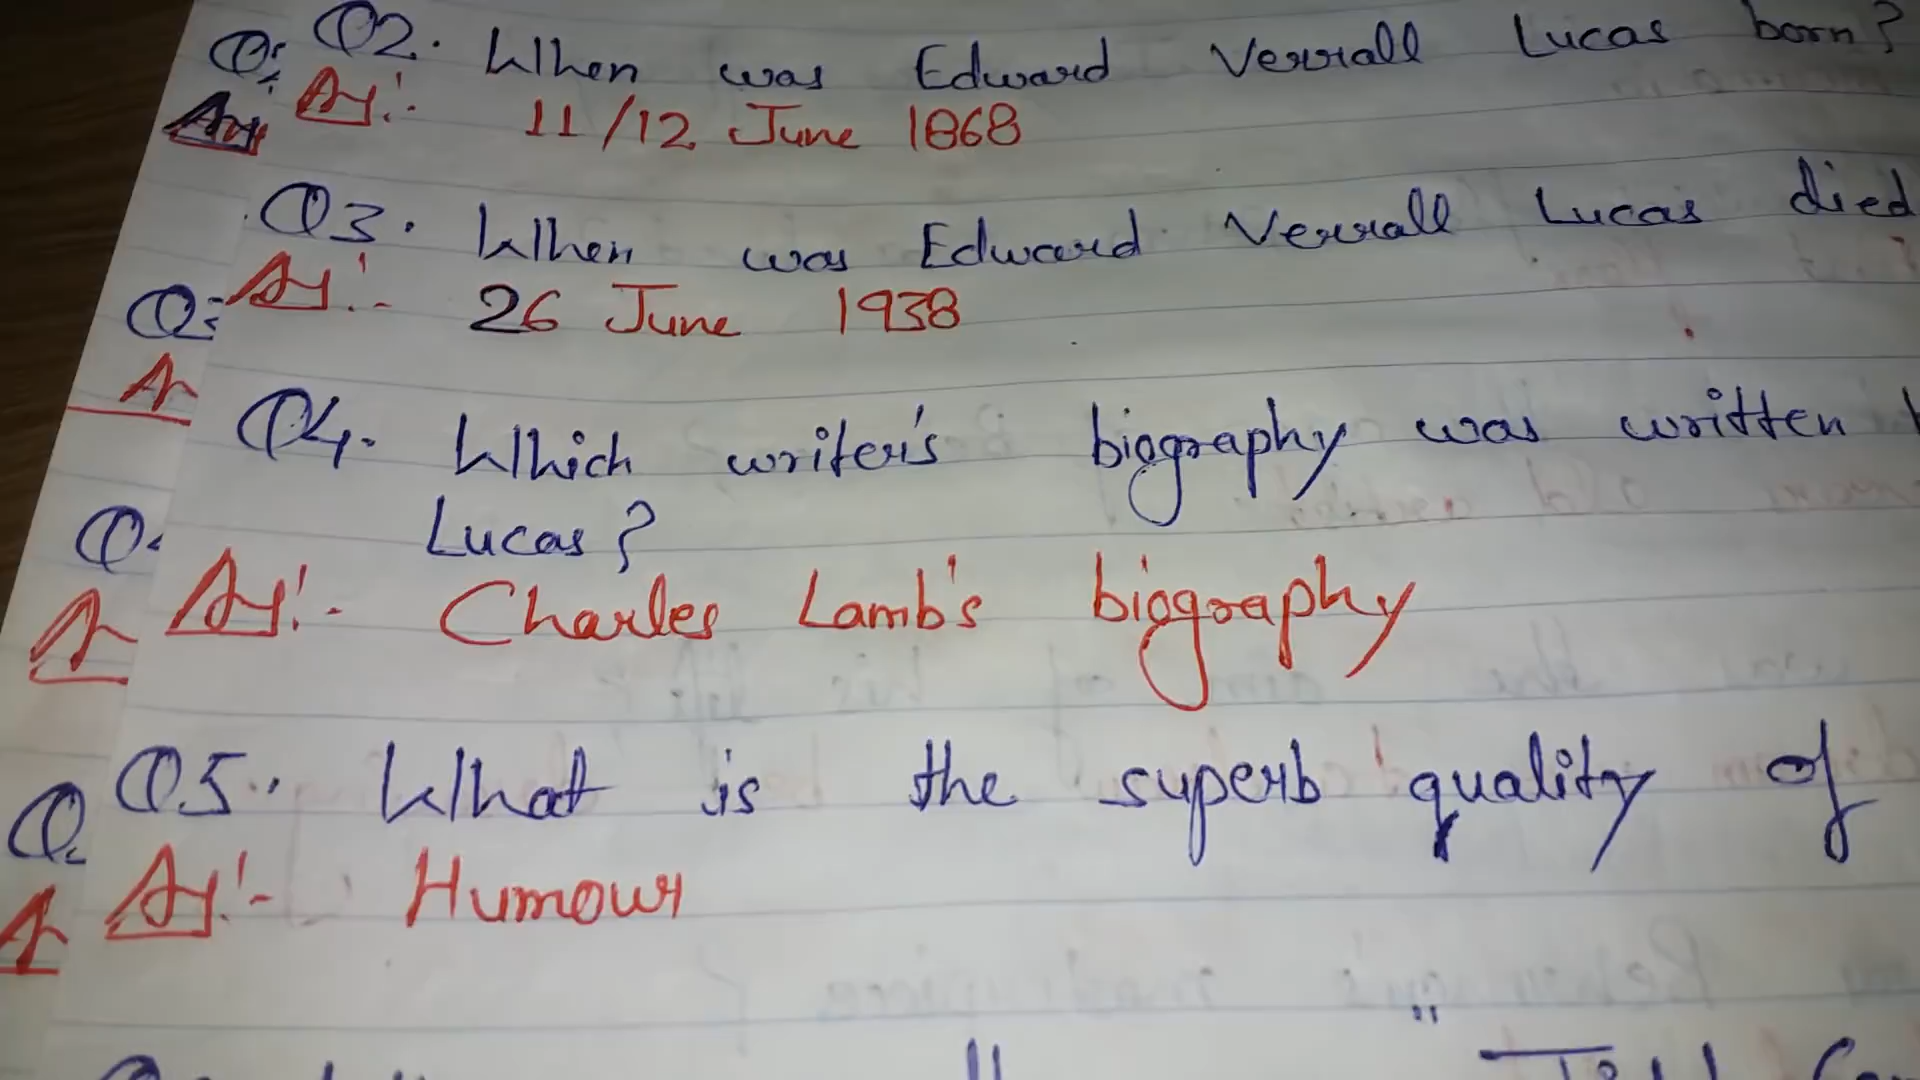 Q2. When was Edward Verrall Lucas born?
Ans:- 11/12 June 1868
Q3. When was Edward Verrall Lucas died
Ans:- 26 June 1938
Q4. Which writer's biography was written
Lucas?
Ans:- Charles Lamb's biography
Q5. What is the superb quality of
Ans:- Humour